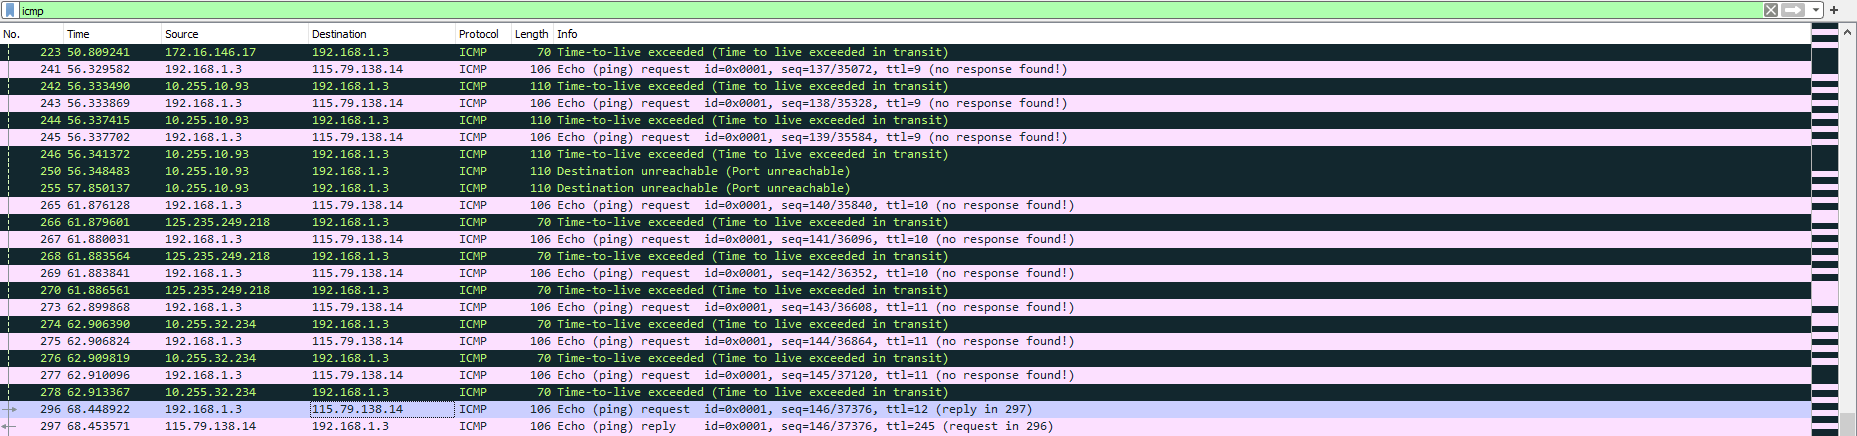 icmp
No. Time Source Destination Protocol Length Info
223 50.809241 172.16.146.17 192.168.1.3 ICMP 70 Time-to-live exceeded (Time to live exceeded in transit)
241 56.329582 192.168.1.3 115.79.138.14 ICMP 106 Echo (ping) request id=0x0001, seq=137/35072, ttl=9 (no response found!)
242 56.333490 10.255.10.93 192.168.1.3 ICMP 110 Time-to-live exceeded (Time to live exceeded in transit)
243 56.333869 192.168.1.3 115.79.138.14 ICMP 106 Echo (ping) request id=0x0001, seq=138/35328, ttl=9 (no response found!)
244 56.337415 10.255.10.93 192.168.1.3 ICMP 110 Time-to-live exceeded (Time to live exceeded in transit)
245 56.337702 192.168.1.3 115.79.138.14 ICMP 106 Echo (ping) request id=0x0001, seq=139/35584, ttl=9 (no response found!)
246 56.341372 10.255.10.93 192.168.1.3 ICMP 110 Time-to-live exceeded (Time to live exceeded in transit)
250 56.348483 10.255.10.93 192.168.1.3 ICMP 110 Destination unreachable (Port unreachable)
255 57.850137 10.255.10.93 192.168.1.3 ICMP 110 Destination unreachable (Port unreachable)
265 61.876128 192.168.1.3 115.79.138.14 ICMP 106 Echo (ping) request id=0x0001, seq=140/35840, ttl=10 (no response found!)
266 61.879601 125.235.249.218 192.168.1.3 ICMP 70 Time-to-live exceeded (Time to live exceeded in transit)
267 61.880031 192.168.1.3 115.79.138.14 ICMP 106 Echo (ping) request id=0x0001, seq=141/36096, ttl=10 (no response found!)
268 61.883564 125.235.249.218 192.168.1.3 ICMP 70 Time-to-live exceeded (Time to live exceeded in transit)
269 61.883841 192.168.1.3 115.79.138.14 ICMP 106 Echo (ping) request id=0x0001, seq=142/36352, ttl=10 (no response found!)
270 61.886561 125.235.249.218 192.168.1.3 ICMP 70 Time-to-live exceeded (Time to live exceeded in transit)
273 62.899868 192.168.1.3 115.79.138.14 ICMP 106 Echo (ping) request id=0x0001, seq=143/36608, ttl=11 (no response found!)
274 62.906390 10.255.32.234 192.168.1.3 ICMP 70 Time-to-live exceeded (Time to live exceeded in transit)
275 62.906824 192.168.1.3 115.79.138.14 ICMP 106 Echo (ping) request id=0x0001, seq=144/36864, ttl=11 (no response found!)
276 62.909819 10.255.32.234 192.168.1.3 ICMP 70 Time-to-live exceeded (Time to live exceeded in transit)
277 62.910096 192.168.1.3 115.79.138.14 ICMP 106 Echo (ping) request id=0x0001, seq=145/37120, ttl=11 (no response found!)
278 62.913367 10.255.32.234 192.168.1.3 ICMP 70 Time-to-live exceeded (Time to live exceeded in transit)
296 68.448922 192.168.1.3 115.79.138.14 ICMP 106 Echo (ping) request id=0x0001, seq=146/37376, ttl=12 (reply in 297)
297 68.453571 115.79.138.14 192.168.1.3 ICMP 106 Echo (ping) reply id=0x0001, seq=146/37376, ttl=245 (request in 296)